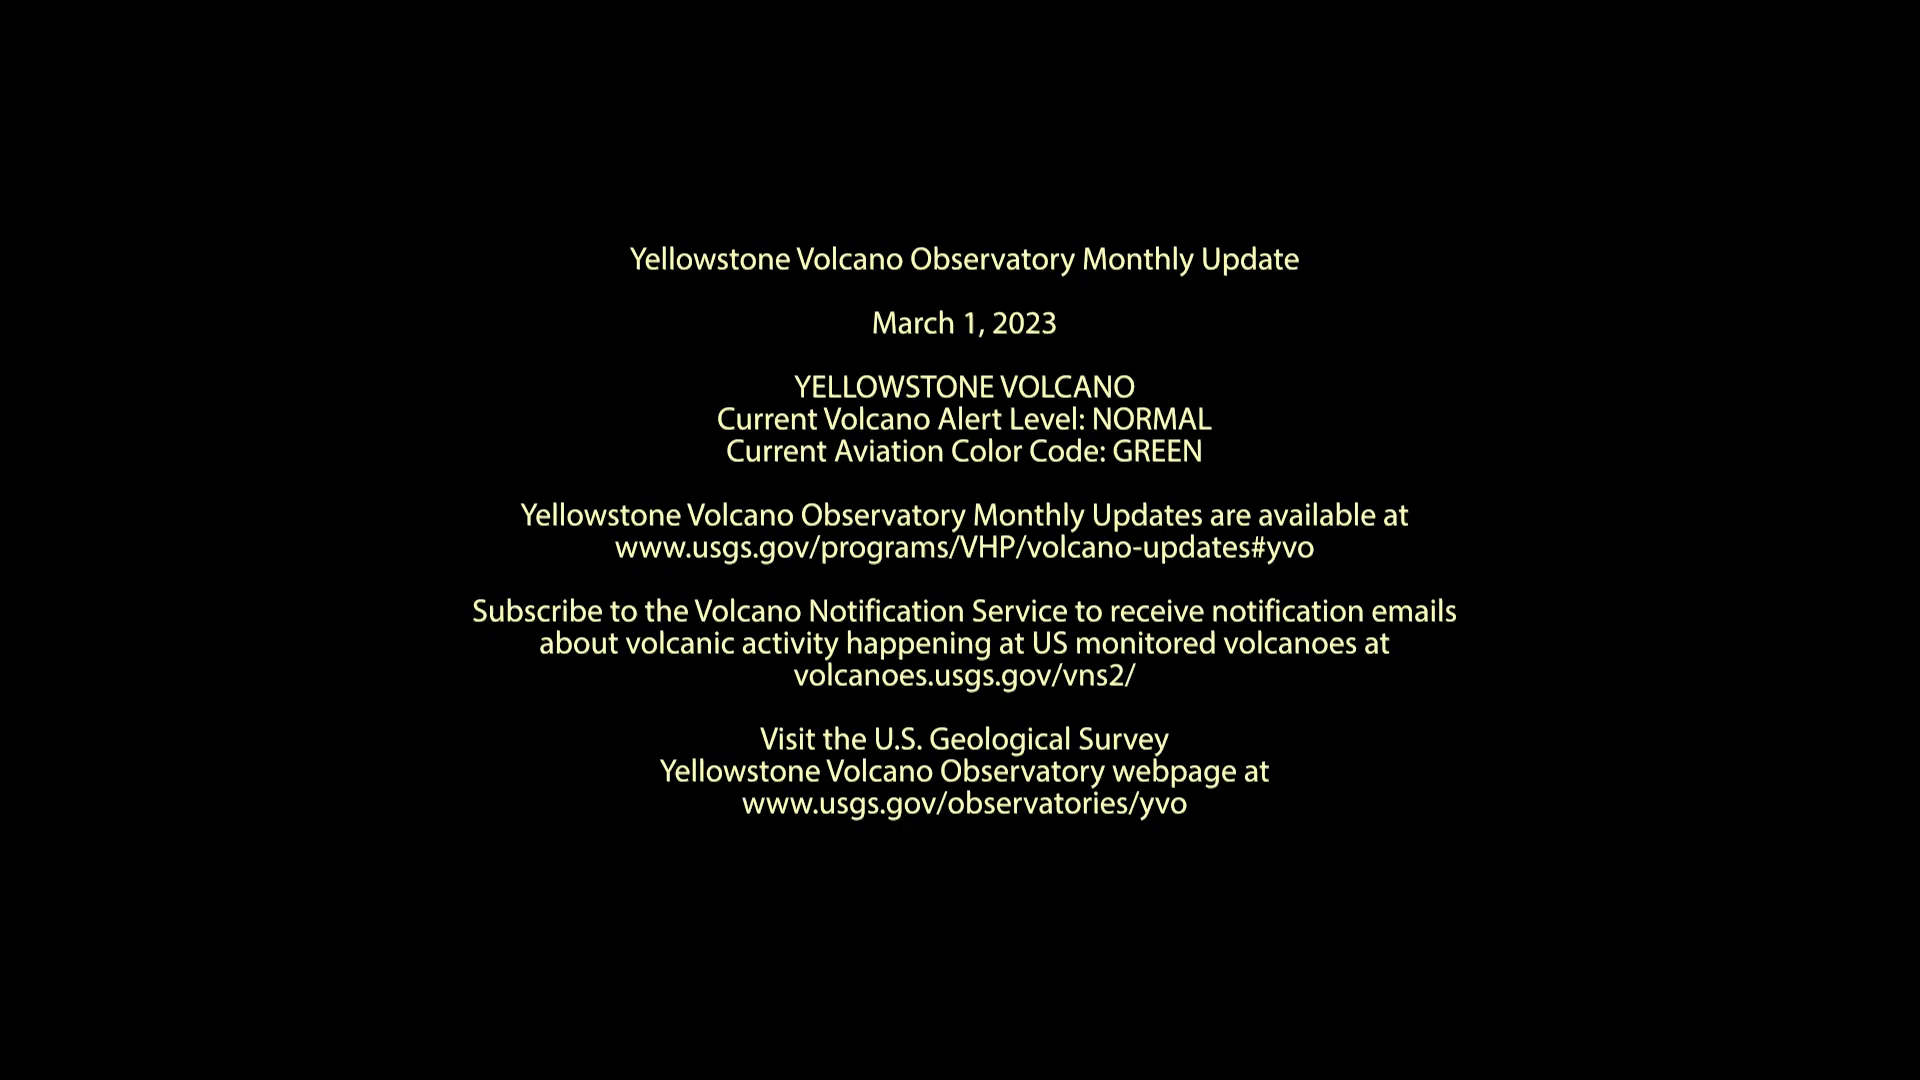 Yellowstone Volcano Observatory Monthly Update
March 1, 2023
YELLOWSTONE VOLCANO
Current Volcano Alert Level: NORMAL
Current Aviation Color Code: GREEN
Yellowstone Volcano Observatory Monthly Updates are available at
www.usgs.gov/programs/VHP/volcano-updates#yvo
Subscribe to the Volcano Notification Service to receive notification emails
about volcanic activity happening at US monitored volcanoes at
volcanoes.usgs.gov/vns2/
Visit the U.S. Geological Survey
Yellowstone Volcano Observatory webpage at
www.usgs.gov/observatories/yvo